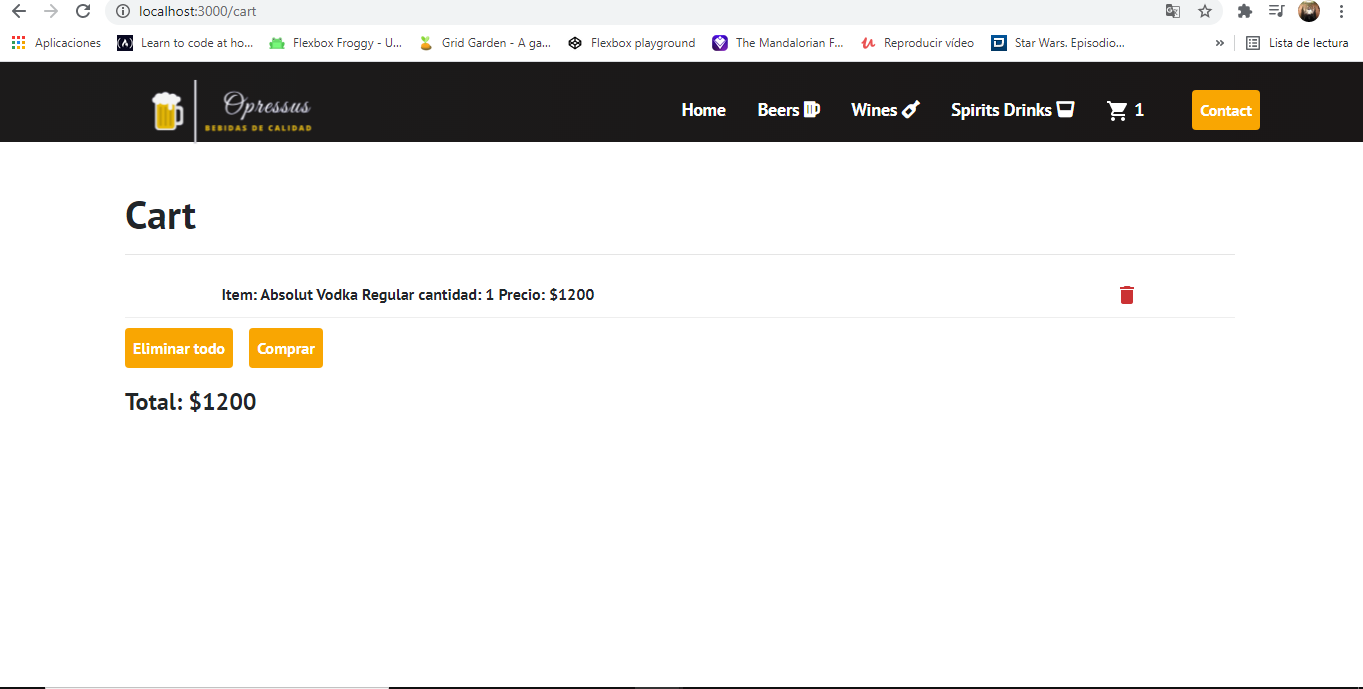 localhost:3000/cart
Aplicaciones Learn to code at ho... Flexbox Froggy - U... Grid Garden - A ga... Flexbox playground The Mandalorian F... Reproducir vídeo Star Wars. Episodio... » Lista de lectura
Opressus
BEBIDAS DE CALIDAD
Home Beers Wines Spirits Drinks 1 Contact
Cart
Item: Absolut Vodka Regular cantidad: 1 Precio: $1200
Eliminar todo Comprar
Total: $1200